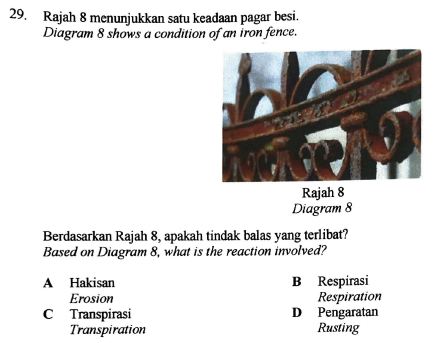 29. Rajah 8 menunjukkan satu keadaan pagar besi.
Diagram 8 shows a condition of an iron fence.
Rajah 8
Diagram 8
Berdasarkan Rajah 8, apakah tindak balas yang terlibat?
Based on Diagram 8, what is the reaction involved?
A Hakisan
Erosion
B Respirasi
Respiration
C Transpirasi
Transpiration
D Pengaratan
Rusting